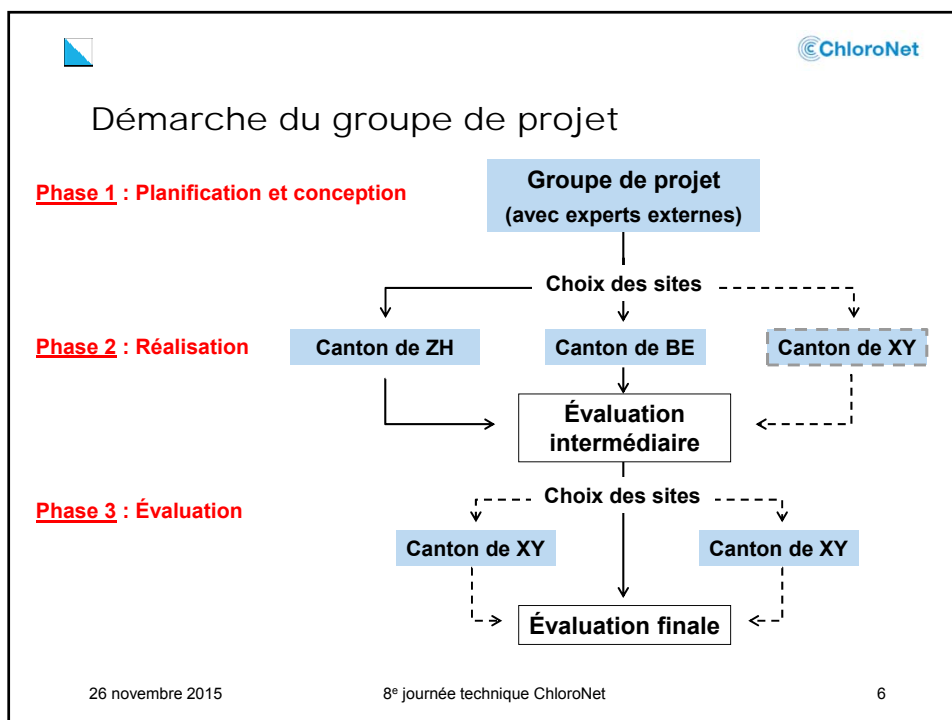 ChloroNet
Démarche du groupe de projet
Phase 1 : Planification et conception
Groupe de projet
(avec experts externes)
Choix des sites
Phase 2 : Réalisation
Canton de ZH
Canton de BE
Canton de XY
Évaluation
intermédiaire
Choix des sites
Phase 3 : Évaluation
Canton de XY
Canton de XY
Évaluation finale
26 novembre 2015
8e journée technique ChloroNet
6